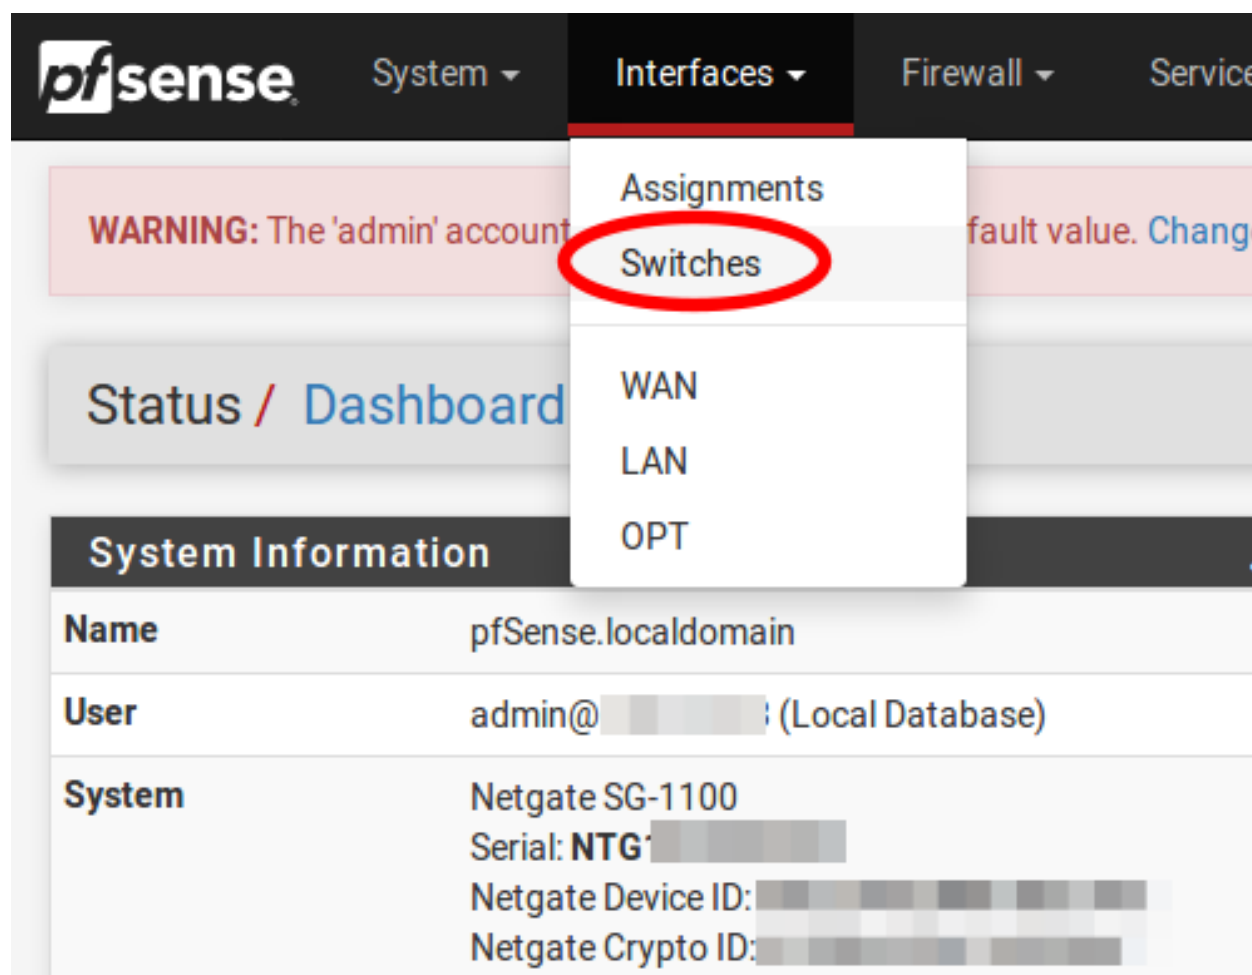 pfsense
System
Interfaces
Firewall
Assignments
Switches
WAN
LAN
OPT
WARNING: The 'admin' account
fault value.
Status / Dashboard
System Information
Name pfSense.localdomain
User admin@ (Local Database)
System Netgate SG-1100
Serial: NTG
Netgate Device ID:
Netgate Crypto ID: